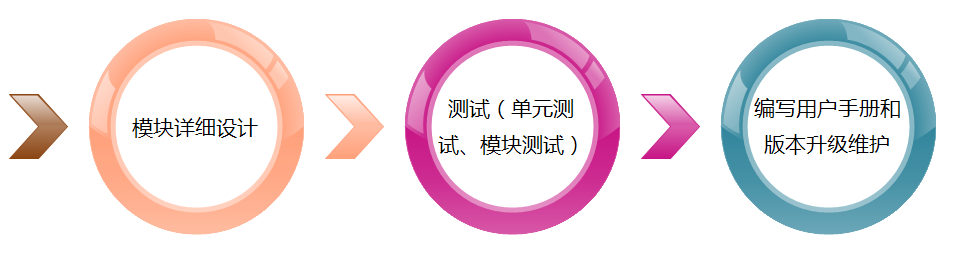 模块详细设计
测试（单元测
试、模块测试）
编写用户手册和
版本升级维护